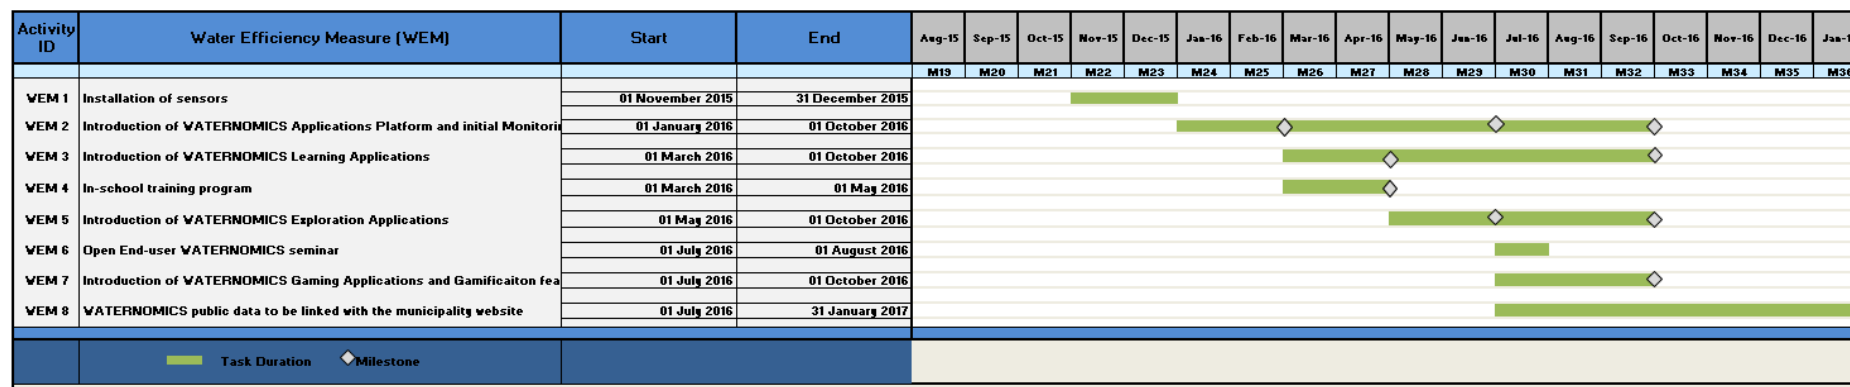 Activity ID Water Efficiency Measure (WEM) Start End Aug-15 Sep-15 Oct-15 Nov-15 Dec-15 Jan-16 Feb-16 Mar-16 Apr-16 May-16 Jun-16 Jul-16 Aug-16 Sep-16 Oct-16 Nov-16 Dec-16 Jan-1
M19 M20 M21 M22 M23 M24 M25 M26 M27 M28 M29 M30 M31 M32 M33 M34 M35 M36
WEM 1 Installation of sensors 01 November 2015 31 December 2015
WEM 2 Introduction of WATERNOMICS Applications Platform and initial Monitorin 01 January 2016 01 October 2016
WEM 3 Introduction of WATERNOMICS Learning Applications 01 March 2016 01 October 2016
WEM 4 In-school training program 01 March 2016 01 May 2016
WEM 5 Introduction of WATERNOMICS Exploration Applications 01 May 2016 01 October 2016
WEM 6 Open End-user WATERNOMICS seminar 01 July 2016 01 August 2016
WEM 7 Introduction of WATERNOMICS Gaming Applications and Gamificaiton fea 01 July 2016 01 October 2016
WEM 8 WATERNOMICS public data to be linked with the municipality website 01 July 2016 31 January 2017
Task Duration Milestone